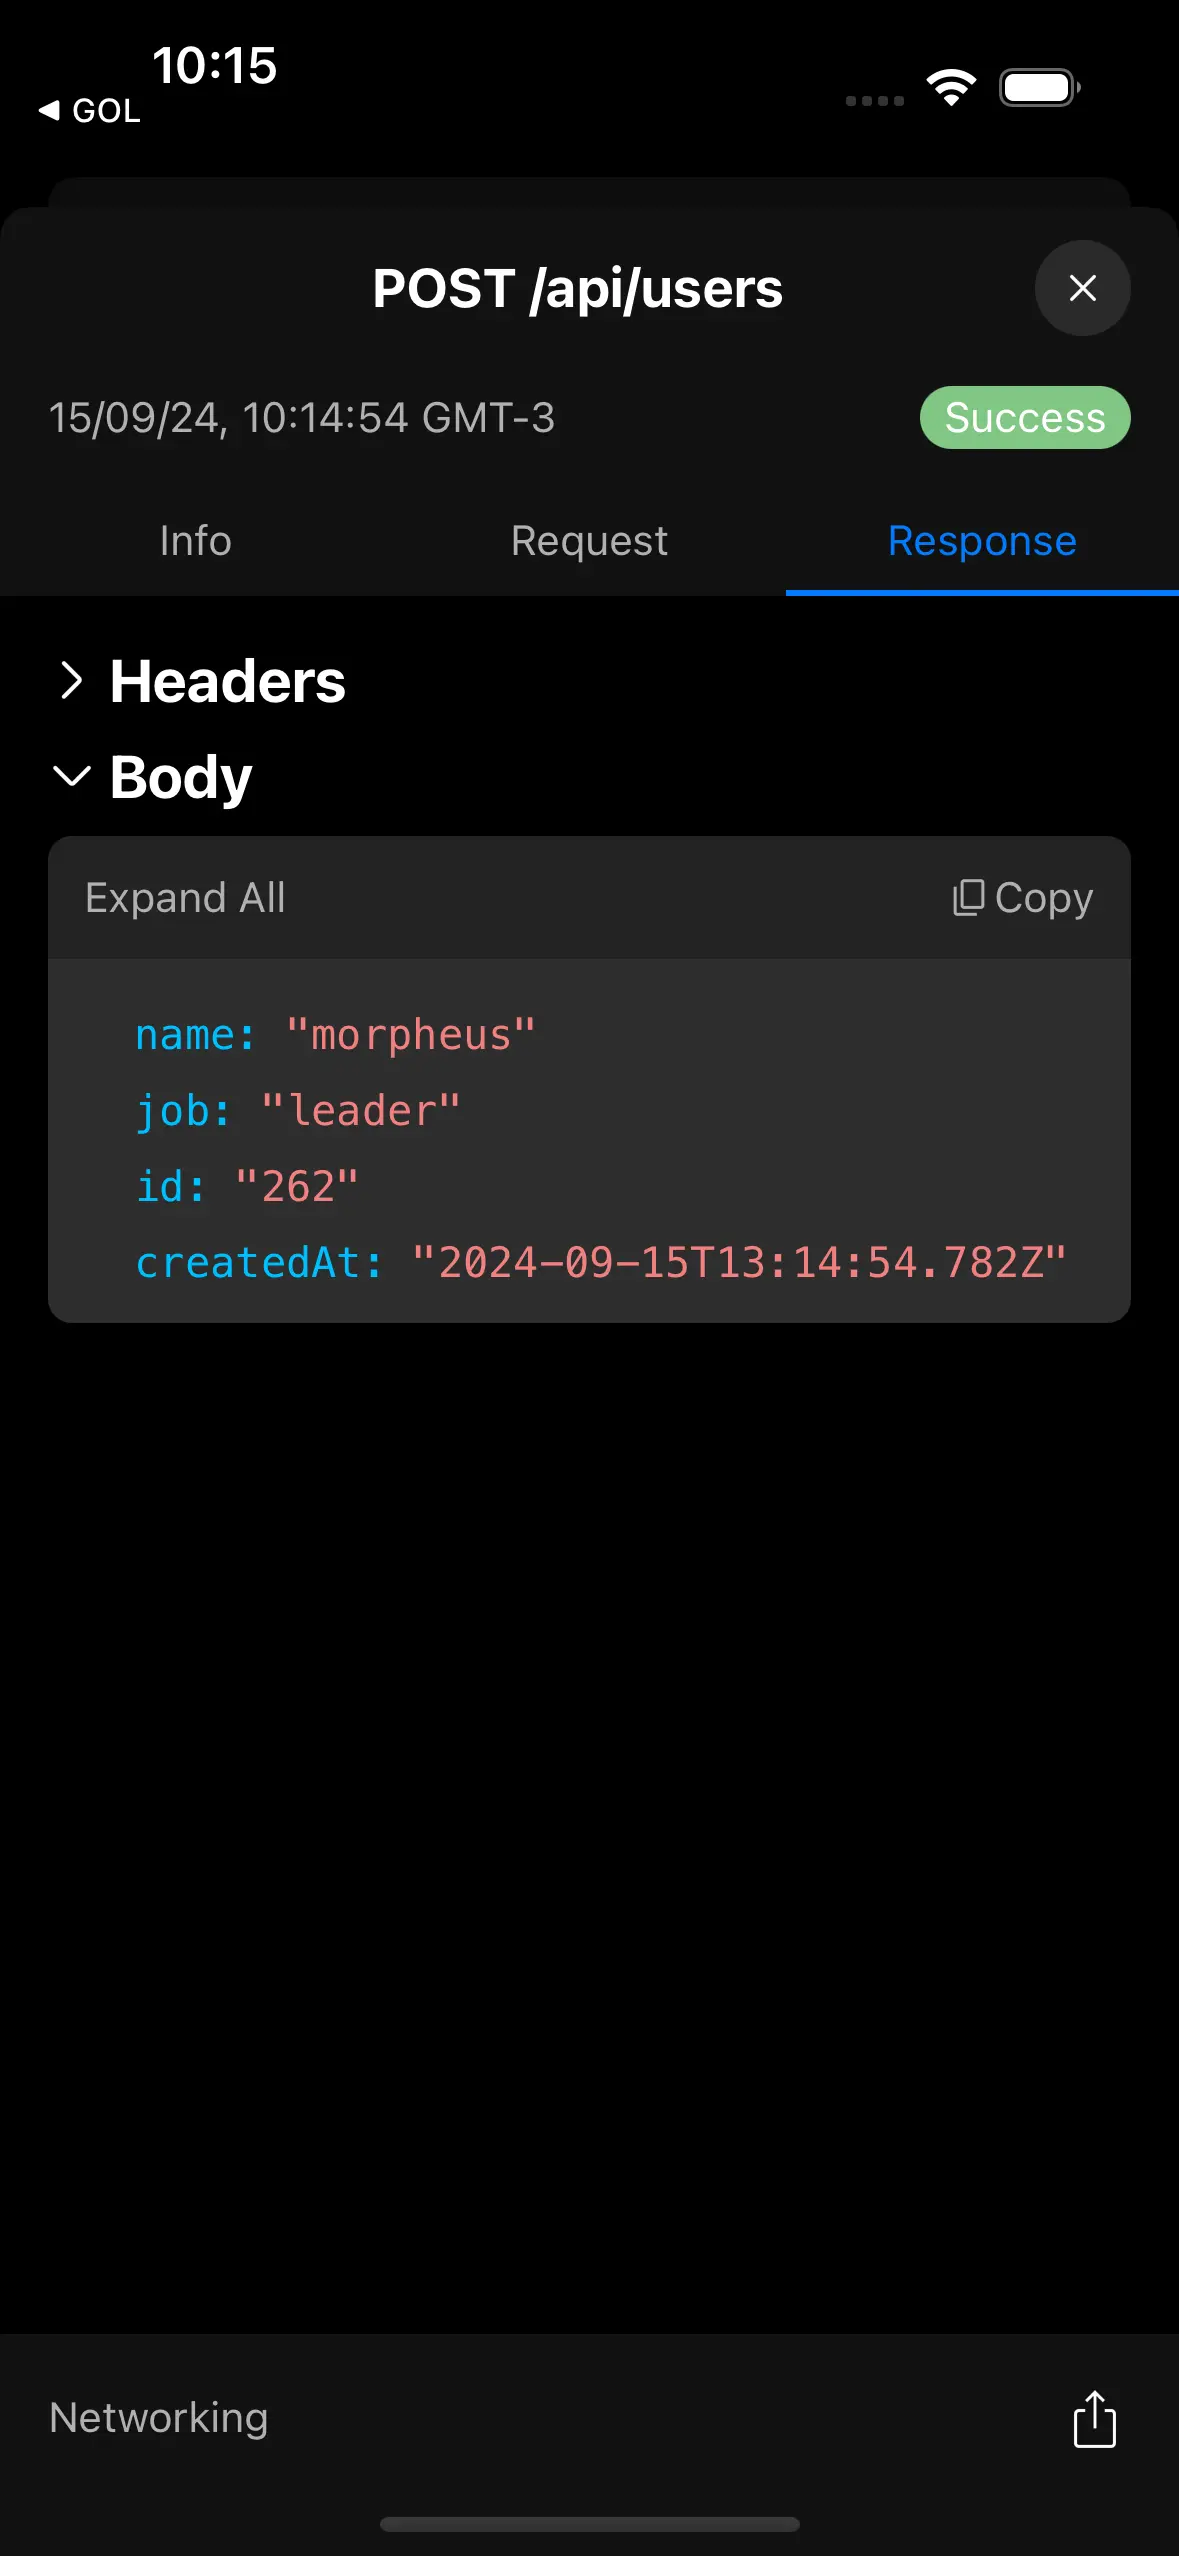 10:15
◀ GOL
POST /api/users
15/09/24, 10:14:54 GMT-3
Success
Info
Request
Response
Headers
Body
Expand All
Copy
name: "morpheus"
job: "leader"
id: "262"
createdAt: "2024-09-15T13:14:54.782Z"
Networking